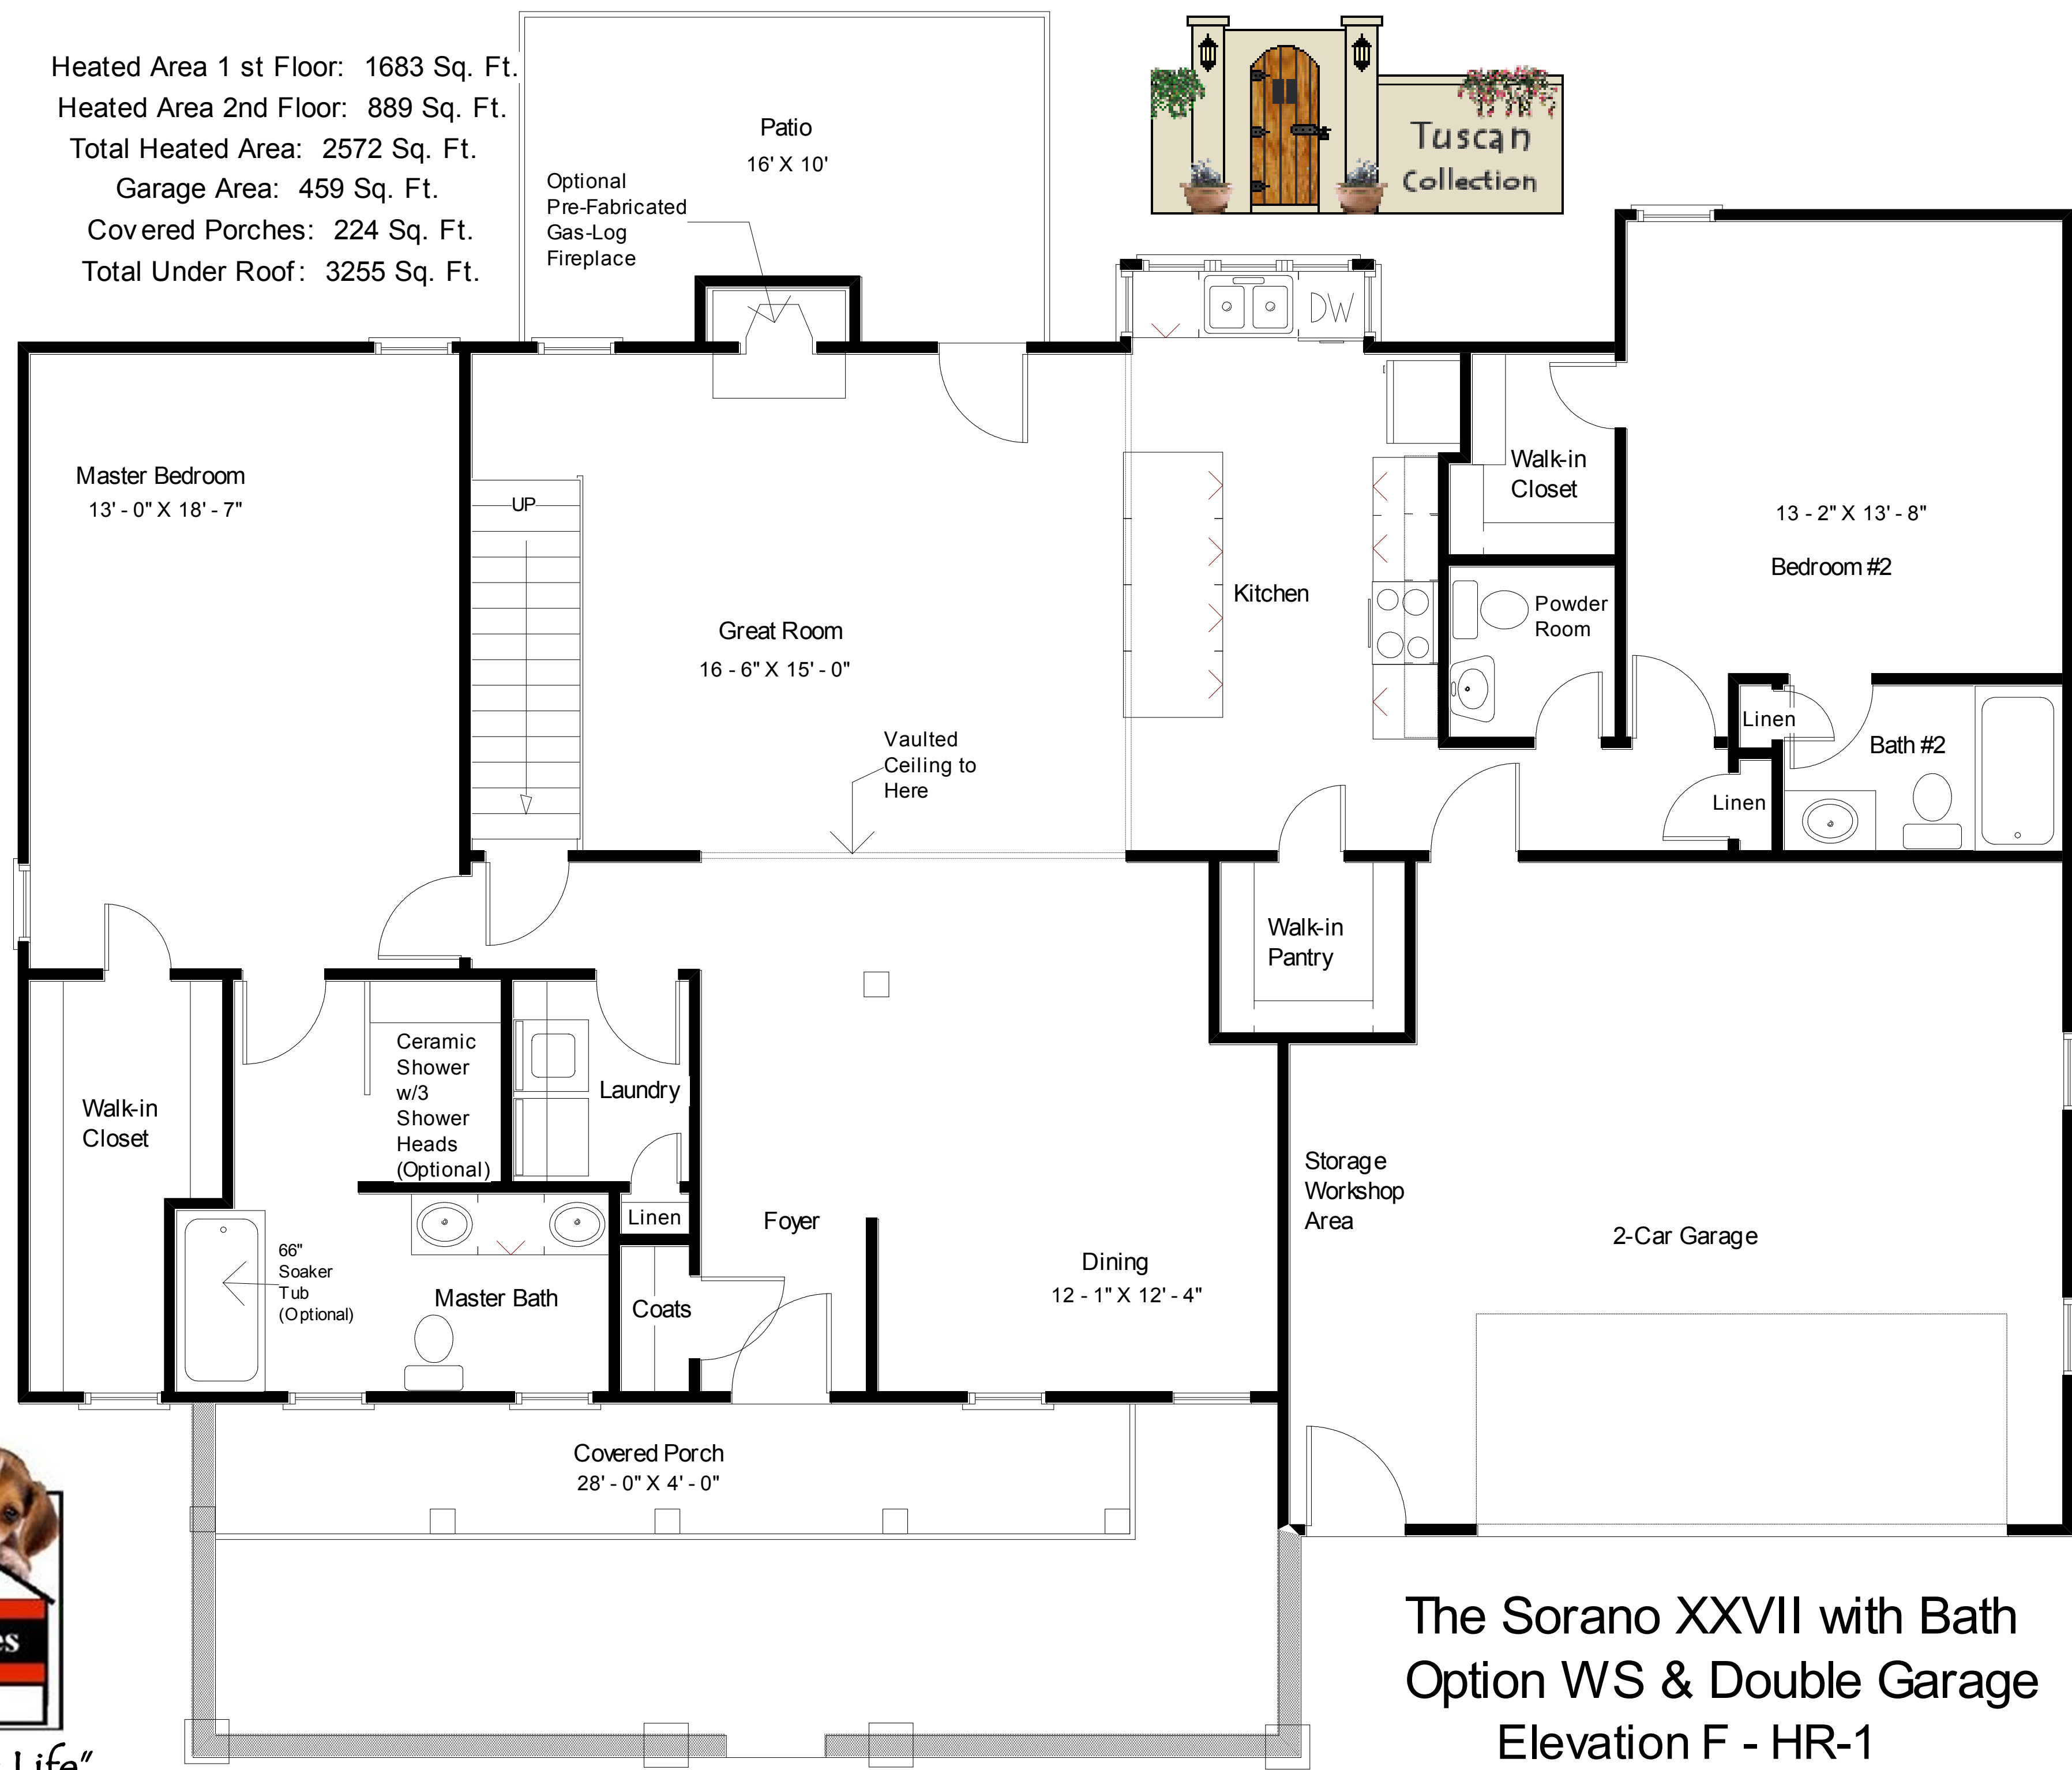 Heated Area 1 st Floor: 1683 Sq. Ft.
Heated Area 2nd Floor: 889 Sq. Ft.
Total Heated Area: 2572 Sq. Ft.
Garage Area: 459 Sq. Ft.
Covered Porches: 224 Sq. Ft.
Total Under Roof: 3255 Sq. Ft.
Patio
16' X 10'
Optional
Pre-Fabricated
Gas-Log
Fireplace
Tuscan
Collection
DW
Master Bedroom
13' - 0" X 18' - 7"
UP
Great Room
16 - 6" X 15' - 0"
Vaulted
Ceiling to
Here
Kitchen
Walk-in
Closet
Powder
Room
13 - 2" X 13' - 8"
Bedroom #2
Linen
Bath #2
Linen
Walk-in
Pantry
Walk-in
Closet
Ceramic
Shower
w/3
Shower
Heads
(Optional)
Laundry
Linen
66"
Soaker
Tub
(Optional)
Master Bath
Coats
Foyer
Dining
12 - 1" X 12' - 4"
Storage
Workshop
Area
2-Car Garage
Covered Porch
28' - 0" X 4' - 0"
es
Life"
The Sorano XXVII with Bath
Option WS & Double Garage
Elevation F - HR-1